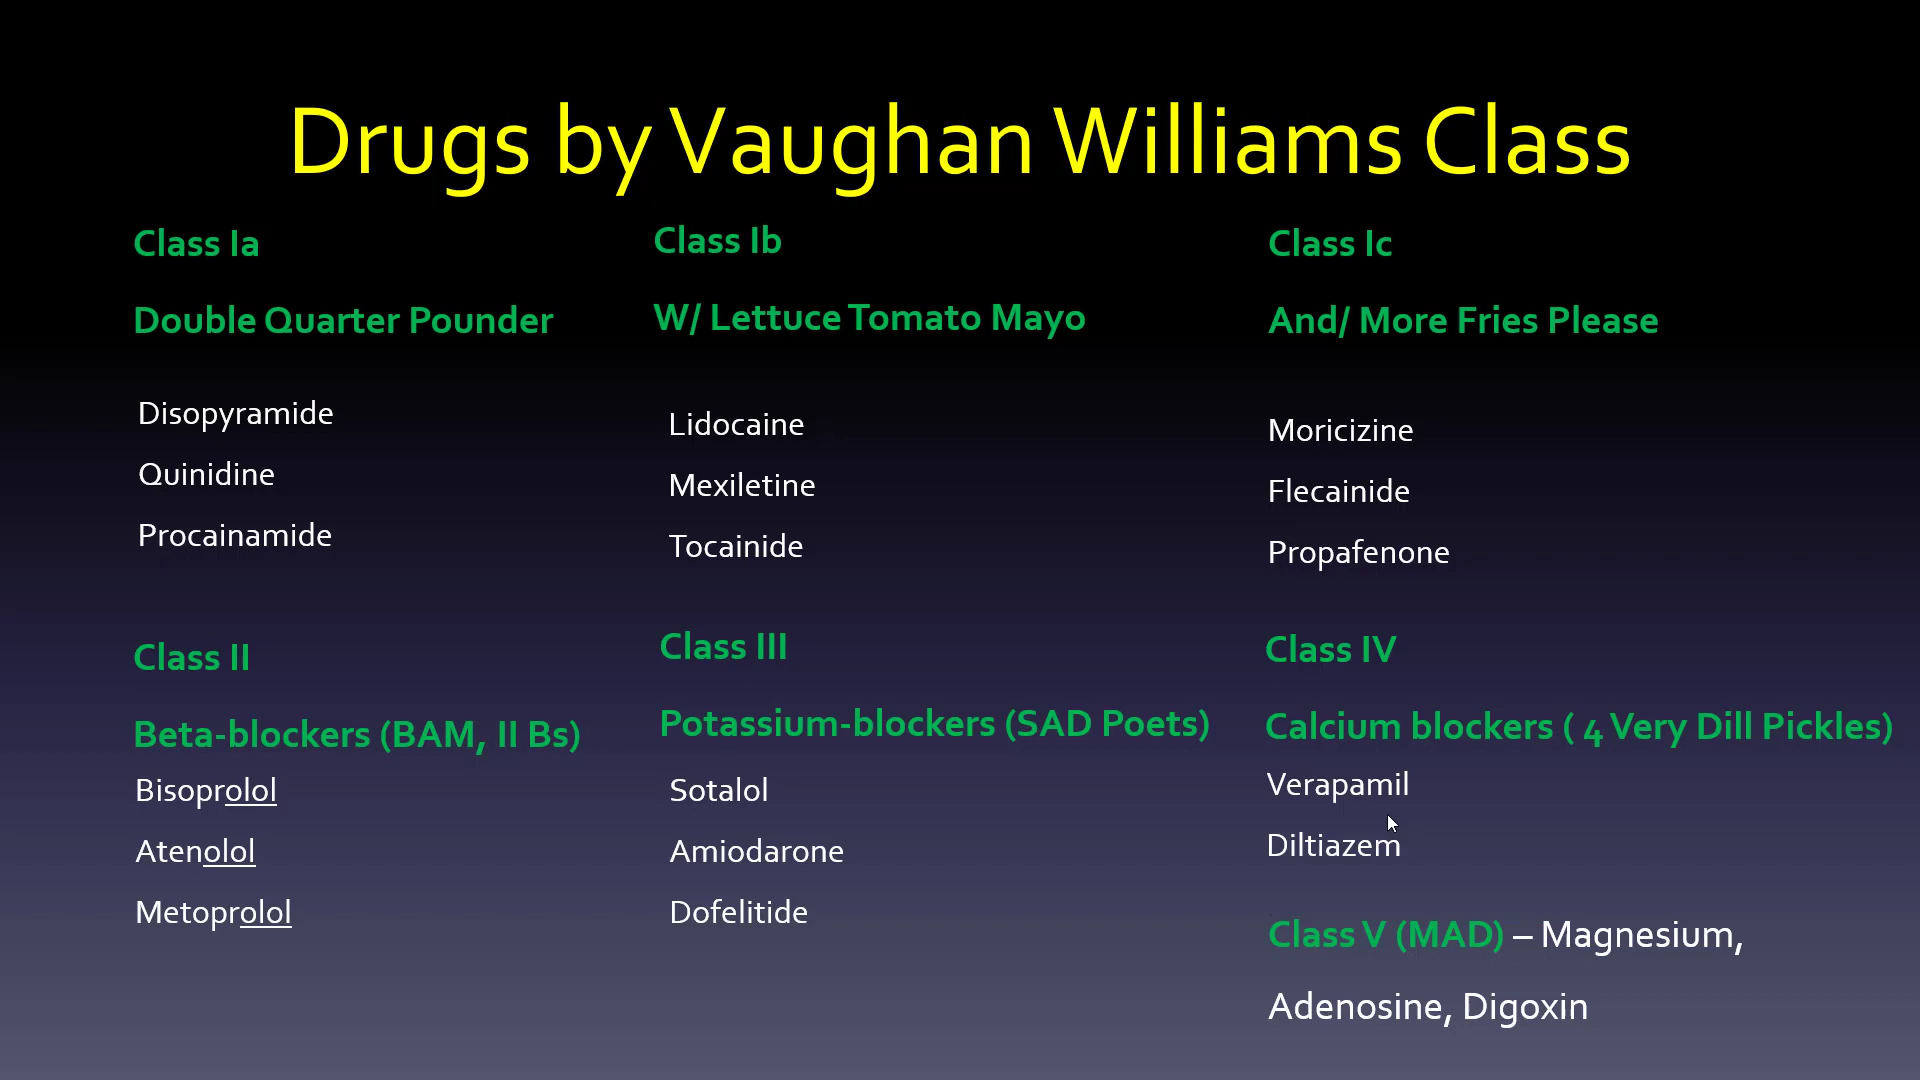 Drugs by Vaughan Williams Class
Class Ia
Double Quarter Pounder
Disopyramide
Quinidine
Procainamide
Class Ib
W/ Lettuce Tomato Mayo
Lidocaine
Mexiletine
Tocainide
Class Ic
And/ More Fries Please
Moricizine
Flecainide
Propafenone
Class II
Beta-blockers (BAM, II Bs)
Bisoprolol
Atenolol
Metoprolol
Class III
Potassium-blockers (SAD Poets)
Sotalol
Amiodarone
Dofelitide
Class IV
Calcium blockers ( 4 Very Dill Pickles)
Verapamil
Diltiazem
Class V (MAD) – Magnesium,
Adenosine, Digoxin